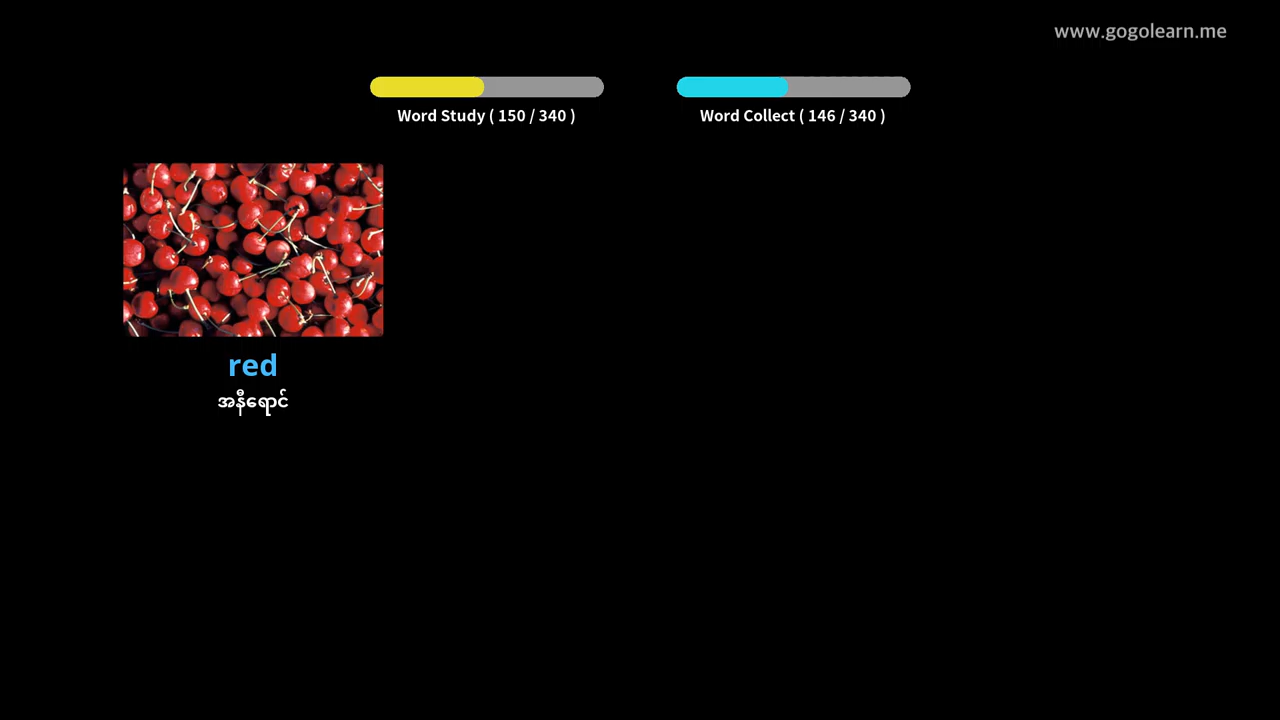 www.gogolearn.me
Word Study ( 150 / 340 )
Word Collect ( 146 / 340 )
red
အနီရောင်